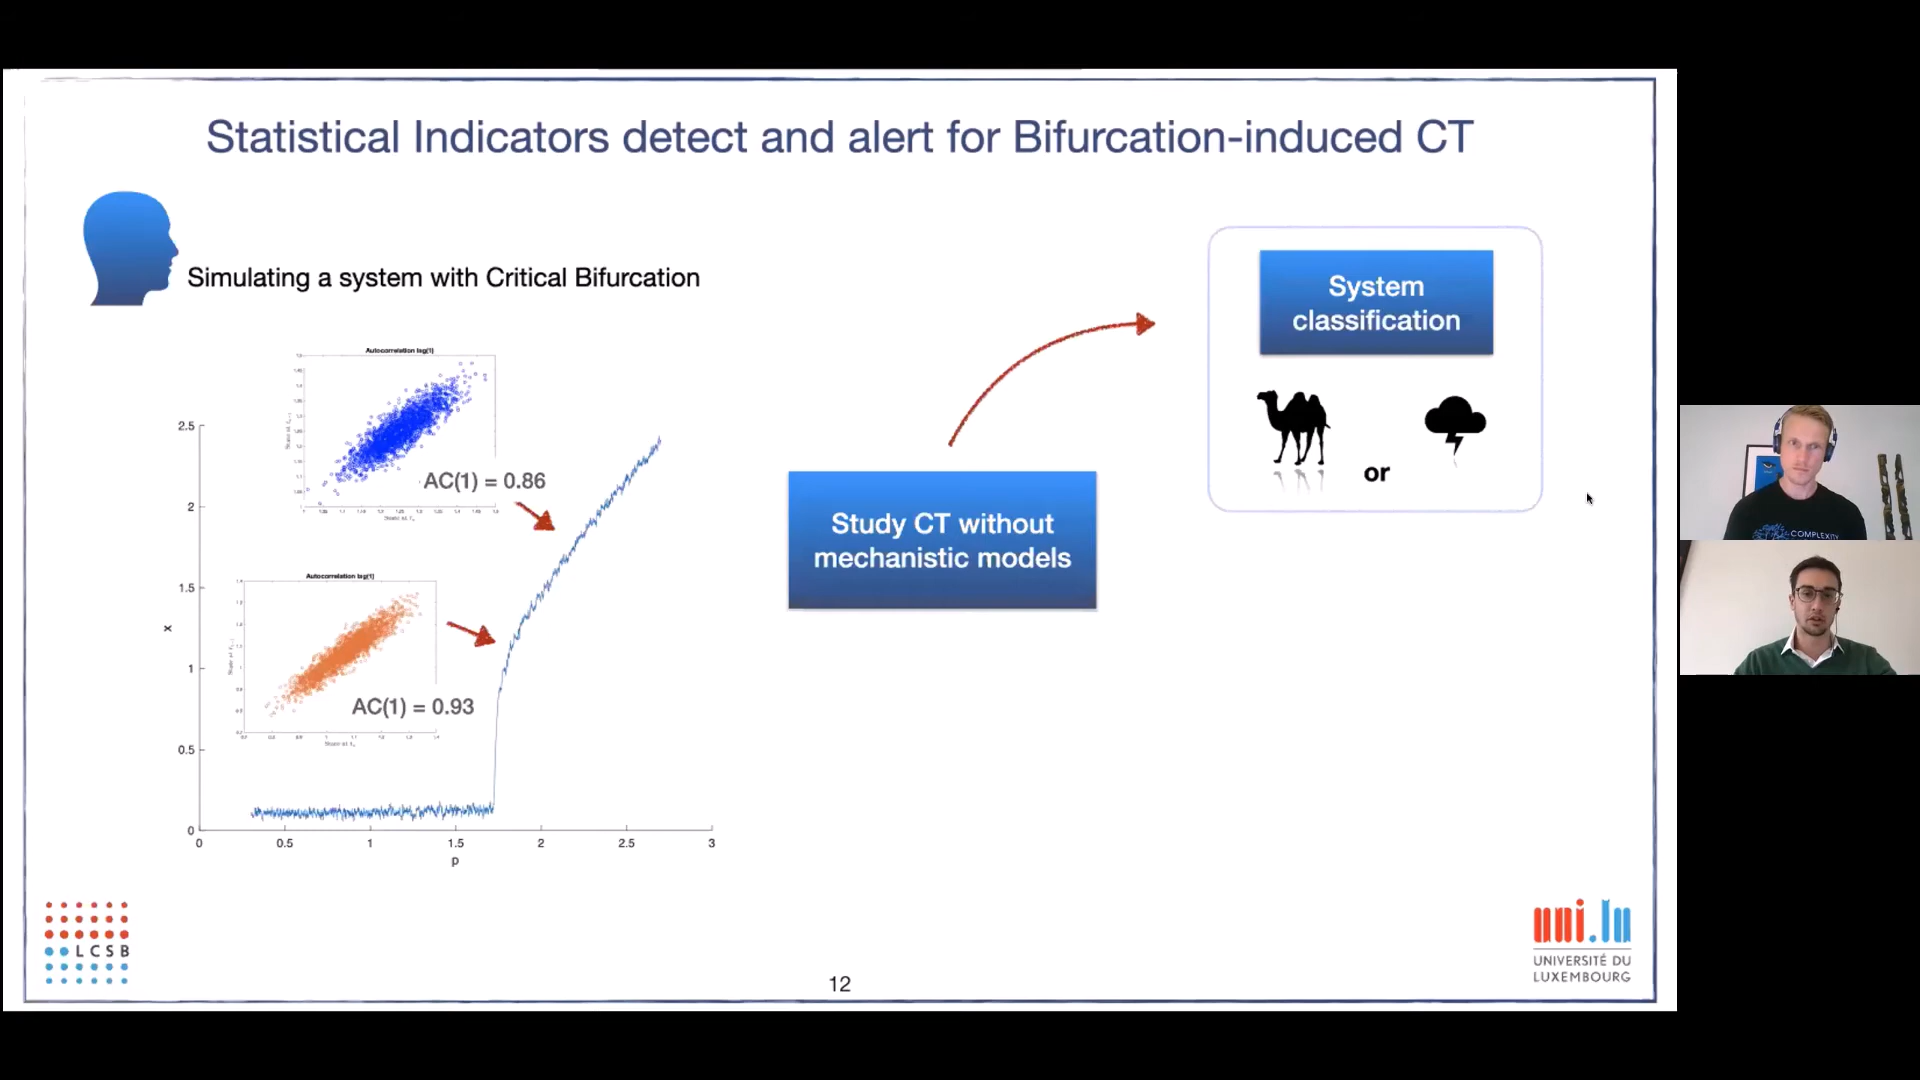 Statistical Indicators detect and alert for Bifurcation-induced CT
Simulating a system with Critical Bifurcation
Autocorrelation lag(1)
AC(1) = 0.86
Autocorrelation lag(1)
AC(1) = 0.93
2.5
2
1.5
1
0.5
0
x
0
0.5
1
1.5
2
2.5
3
p
Study CT without
mechanistic models
System
classification
or
COMPLEXITY
LCSB
12
uni.lu
UNIVERSITÉ DU
LUXEMBOURG